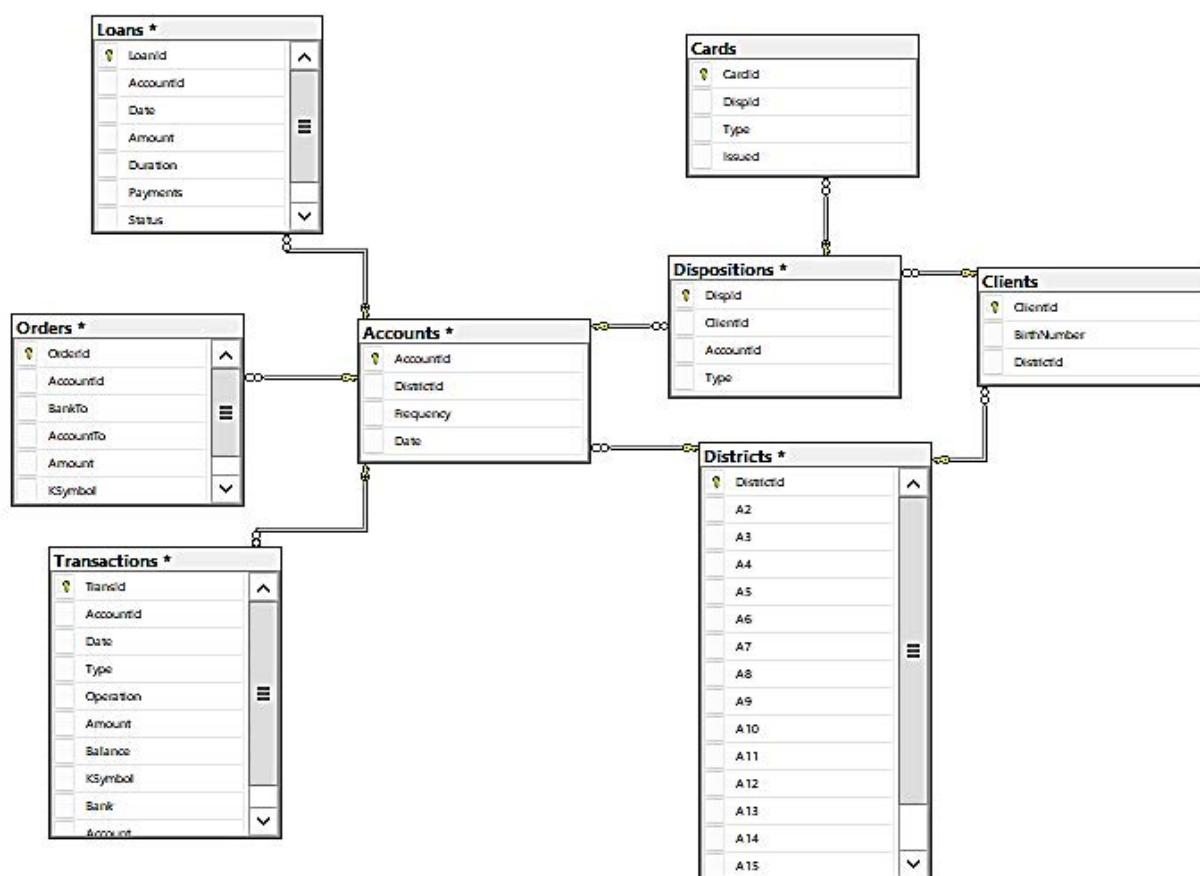 Loans *
LoanId
AccountId
Date
Amount
Duration
Payments
Status
Cards
CardId
DispId
Type
Issued
Dispositions *
DispId
ClientId
AccountId
Type
Clients
ClientId
BirthNumber
DistrictId
Orders *
OrderId
AccountId
BankTo
AccountTo
Amount
KSymbol
Accounts *
AccountId
DistrictId
Frequency
Date
Transactions *
TransId
AccountId
Date
Type
Operation
Amount
Balance
KSymbol
Bank
Account
Districts *
DistrictId
A2
A3
A4
A5
A6
A7
A8
A9
A10
A11
A12
A13
A14
A15